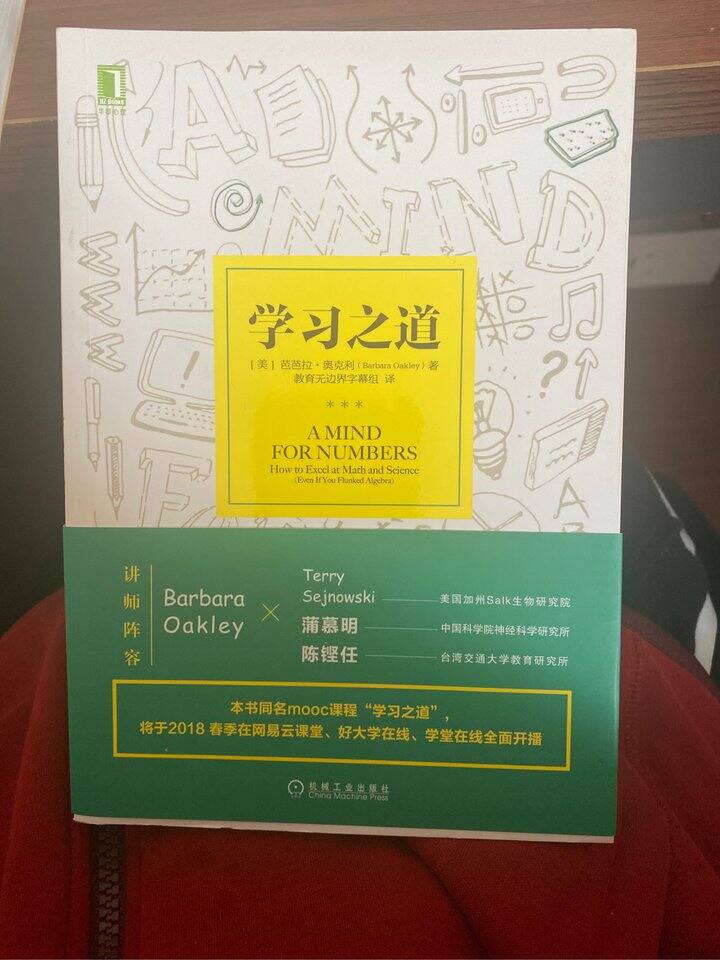 HZ Books
华章心理
A
MIND
学习之道
[美] 芭芭拉·奥克利 (Barbara Oakley) 著
教育无边界字幕组 译
***
A MIND
FOR NUMBERS
How to Excel at Math and Science
(Even If You Flunked Algebra)
讲师阵容
Barbara
Oakley
×
Terry
Sejnowski 美国加州Salk生物研究院
蒲慕明 中国科学院神经科学研究所
陈铿任 台湾交通大学教育研究所
本书同名mooc课程“学习之道”，
将于2018 春季在网易云课堂、好大学在线、学堂在线全面开播
机械工业出版社
China Machine Press